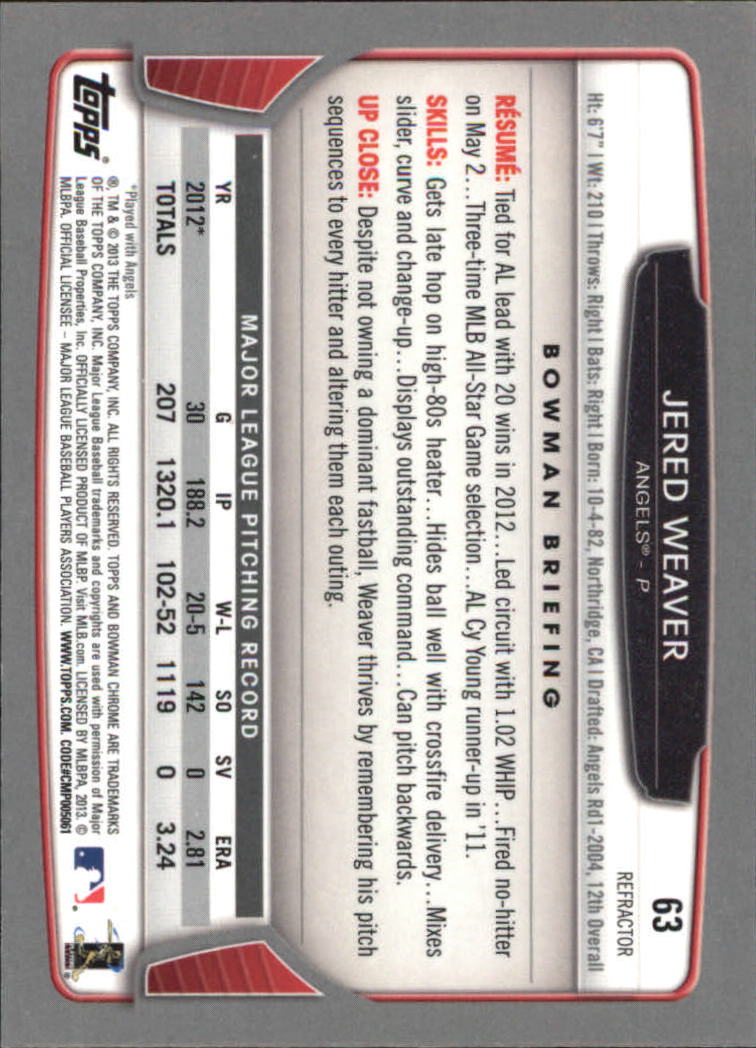 63
REFRACTOR
JERED WEAVER
ANGELS® - P
Ht: 6'7" | Wt: 210 | Throws: Right | Bats: Right | Born: 10-4-82, Northridge, CA | Drafted: Angels Rd1-2004, 12th Overall
BOWMAN BRIEFING
RÉSUMÉ: Tied for AL lead with 20 wins in 2012...Led circuit with 1.02 WHIP...Fired no-hitter
on May 2...Three-time MLB All-Star Game selection...AL Cy Young runner-up in '11.
SKILLS: Gets late hop on high-80s heater...Hides ball well with crossfire delivery...Mixes
slider, curve and change-up...Displays outstanding command...Can pitch backwards.
UP CLOSE: Despite not owning a dominant fastball, Weaver thrives by remembering his pitch
sequences to every hitter and altering them each outing.
MAJOR LEAGUE PITCHING RECORD
YR G IP W-L SO SV ERA
2012* 30 188.2 20-5 142 0 2.81
TOTALS 207 1320.1 102-52 1119 0 3.24
*Played with Angels
topps®
®, TM & © 2013 THE TOPPS COMPANY, INC. ALL RIGHTS RESERVED. TOPPS AND BOWMAN CHROME ARE TRADEMARKS
OF THE TOPPS COMPANY, INC. Major League Baseball trademarks and copyrights are used with permission of Major
League Baseball Properties, Inc. OFFICIALLY LICENSED PRODUCT OF MLBP. Visit MLB.com. LICENSED BY MLBPA, 2013. ©
MLBPA. OFFICIAL LICENSEE – MAJOR LEAGUE BASEBALL PLAYERS ASSOCIATION. WWW.TOPPS.COM. CODE#CMP005061